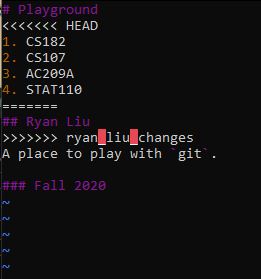 # Playground
<<<<<<< HEAD
1. CS182
2. CS107
3. AC209A
4. STAT110
=======
## Ryan Liu
>>>>>>> ryan_liu_changes
A place to play with `git`.
### Fall 2020
~
~
~
~
~